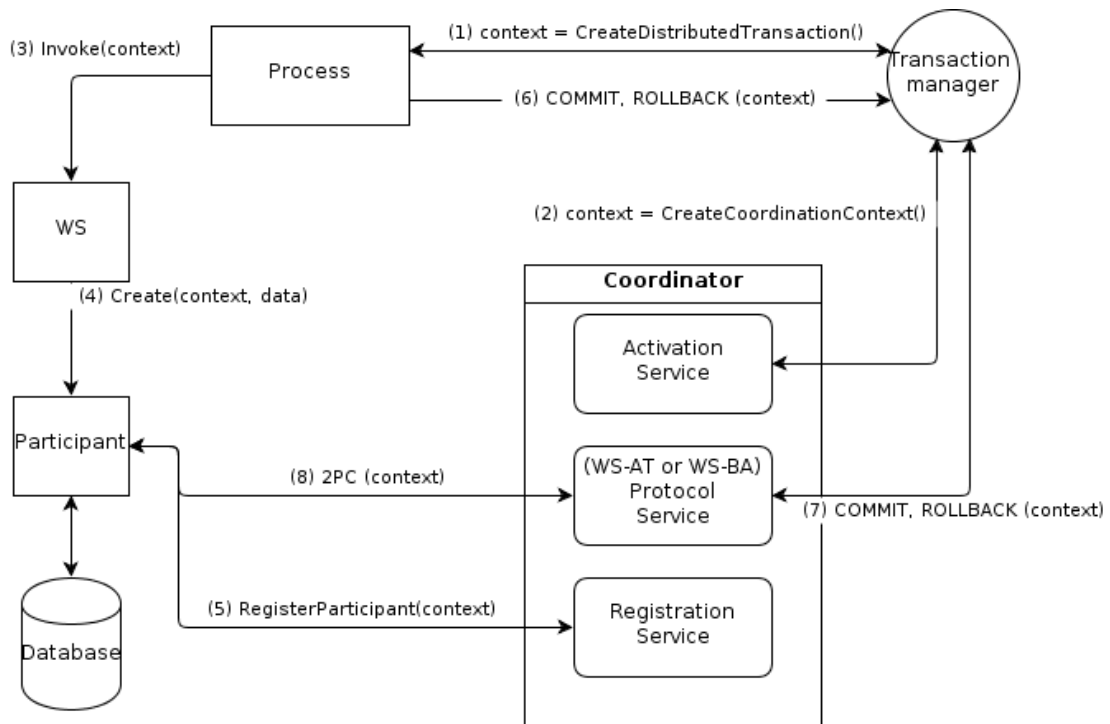 (1) context = CreateDistributedTransaction()
(3) Invoke(context)
Process
Transaction
manager
(6) COMMIT, ROLLBACK (context)
WS
(2) context = CreateCoordinationContext()
(4) Create(context, data)
Coordinator
Activation
Service
Participant
(8) 2PC (context)
(WS-AT or WS-BA)
Protocol
Service
(7) COMMIT, ROLLBACK (context)
(5) RegisterParticipant(context)
Registration
Service
Database